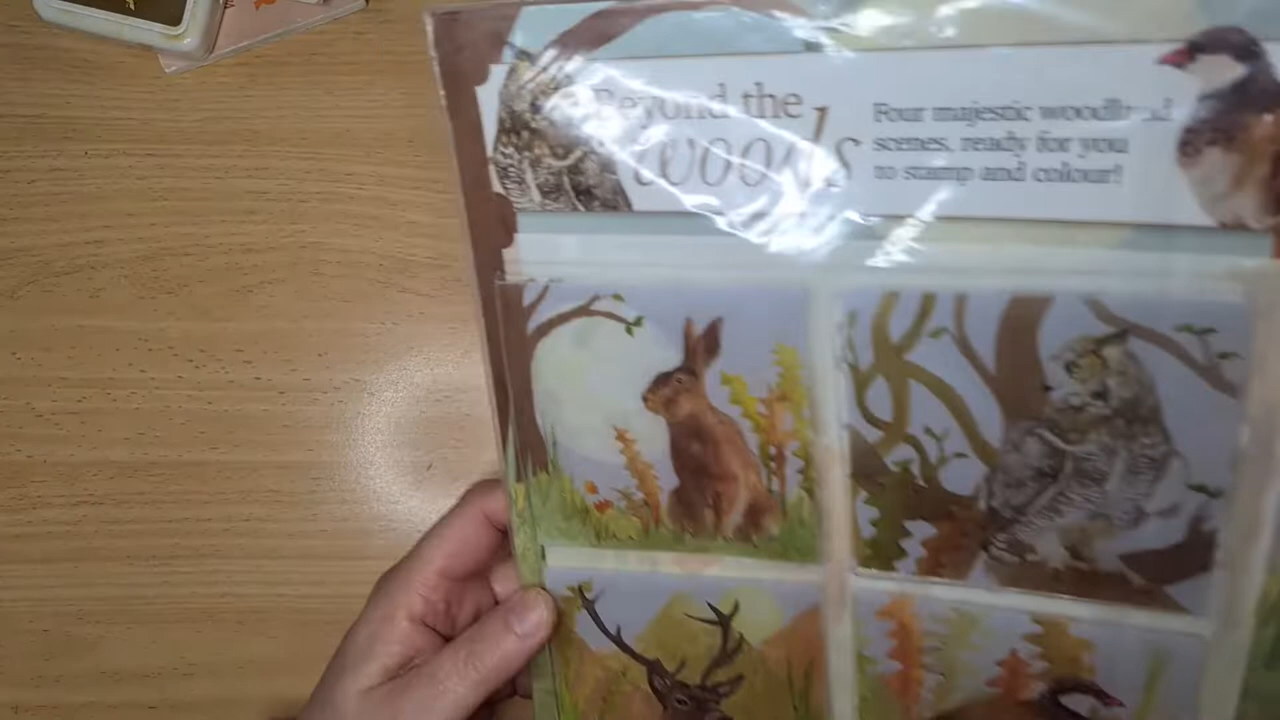 Beyond the
woods
Four majestic woodland
scenes, ready for you
to stamp and colour!